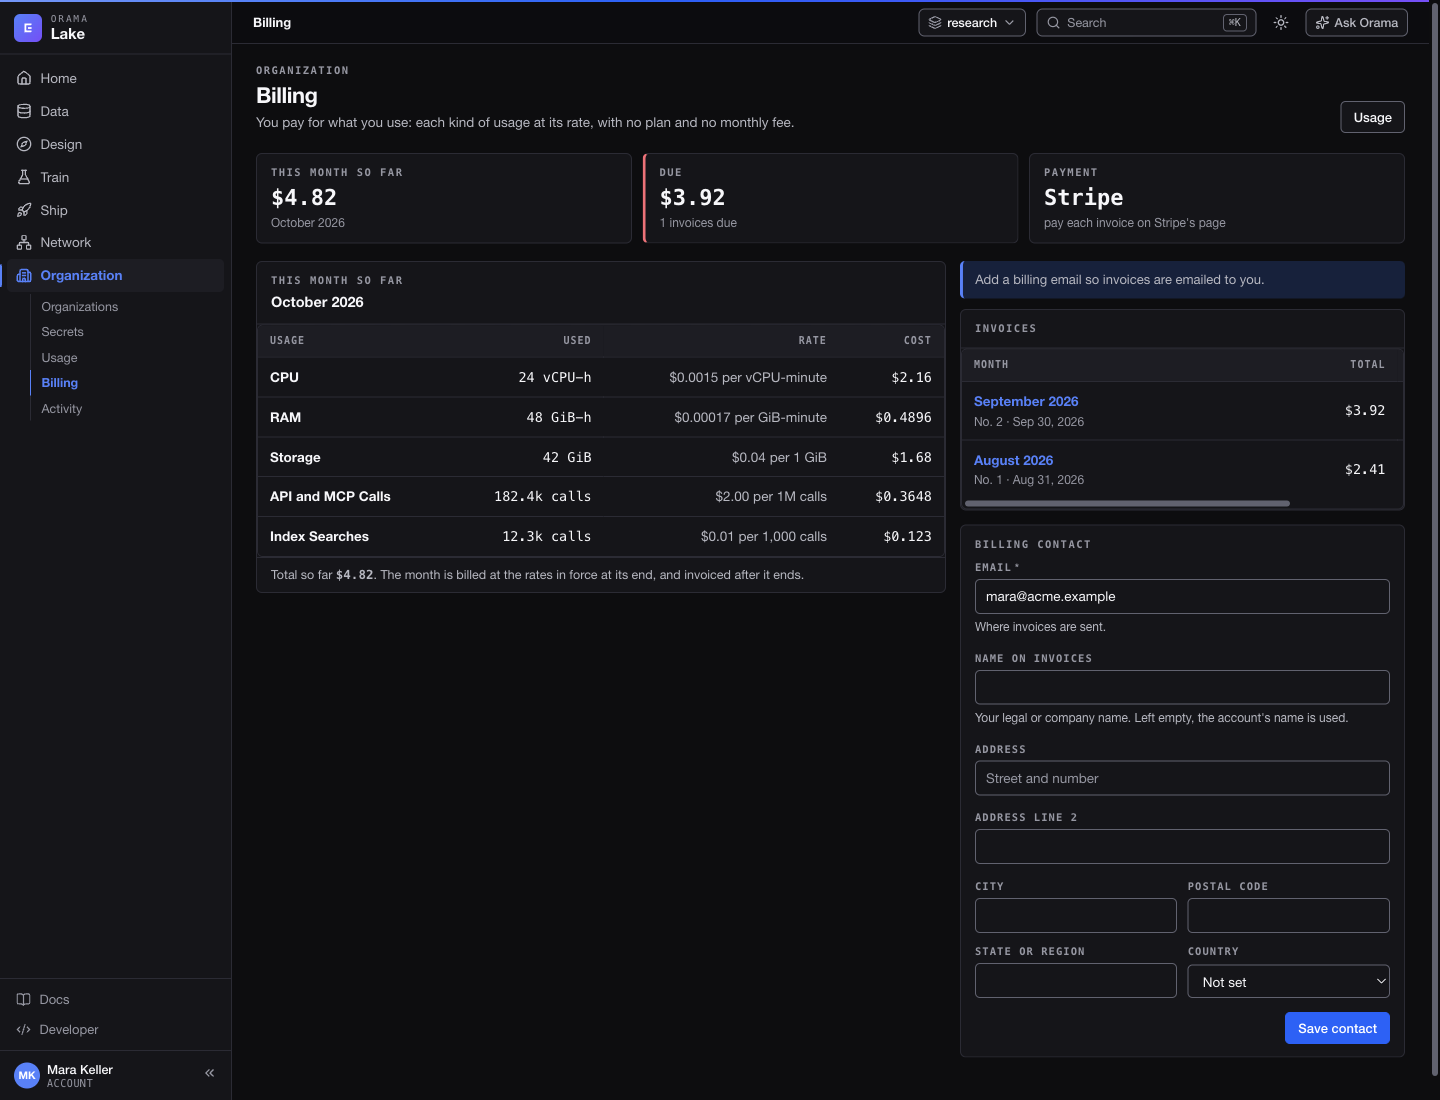 ORAMA
Lake
Home
Data
Design
Train
Ship
Network
Organization
Organizations
Secrets
Usage
Billing
Activity
Docs
Developer
MK
Mara Keller
ACCOUNT
Billing
research
Search
⌘K
Ask Orama
ORGANIZATION
Billing
You pay for what you use: each kind of usage at its rate, with no plan and no monthly fee.
Usage
THIS MONTH SO FAR
$4.82
October 2026
DUE
$3.92
1 invoices due
PAYMENT
Stripe
pay each invoice on Stripe's page
THIS MONTH SO FAR
October 2026
USAGE USED RATE COST
CPU 24 vCPU-h $0.0015 per vCPU-minute $2.16
RAM 48 GiB-h $0.00017 per GiB-minute $0.4896
Storage 42 GiB $0.04 per 1 GiB $1.68
API and MCP Calls 182.4k calls $2.00 per 1M calls $0.3648
Index Searches 12.3k calls $0.01 per 1,000 calls $0.123
Total so far $4.82. The month is billed at the rates in force at its end, and invoiced after it ends.
Add a billing email so invoices are emailed to you.
INVOICES
MONTH TOTAL
September 2026 $3.92
No. 2 · Sep 30, 2026
August 2026 $2.41
No. 1 · Aug 31, 2026
BILLING CONTACT
EMAIL *
mara@acme.example
Where invoices are sent.
NAME ON INVOICES
Your legal or company name. Left empty, the account's name is used.
ADDRESS
Street and number
ADDRESS LINE 2
CITY POSTAL CODE
STATE OR REGION COUNTRY
Not set
Save contact